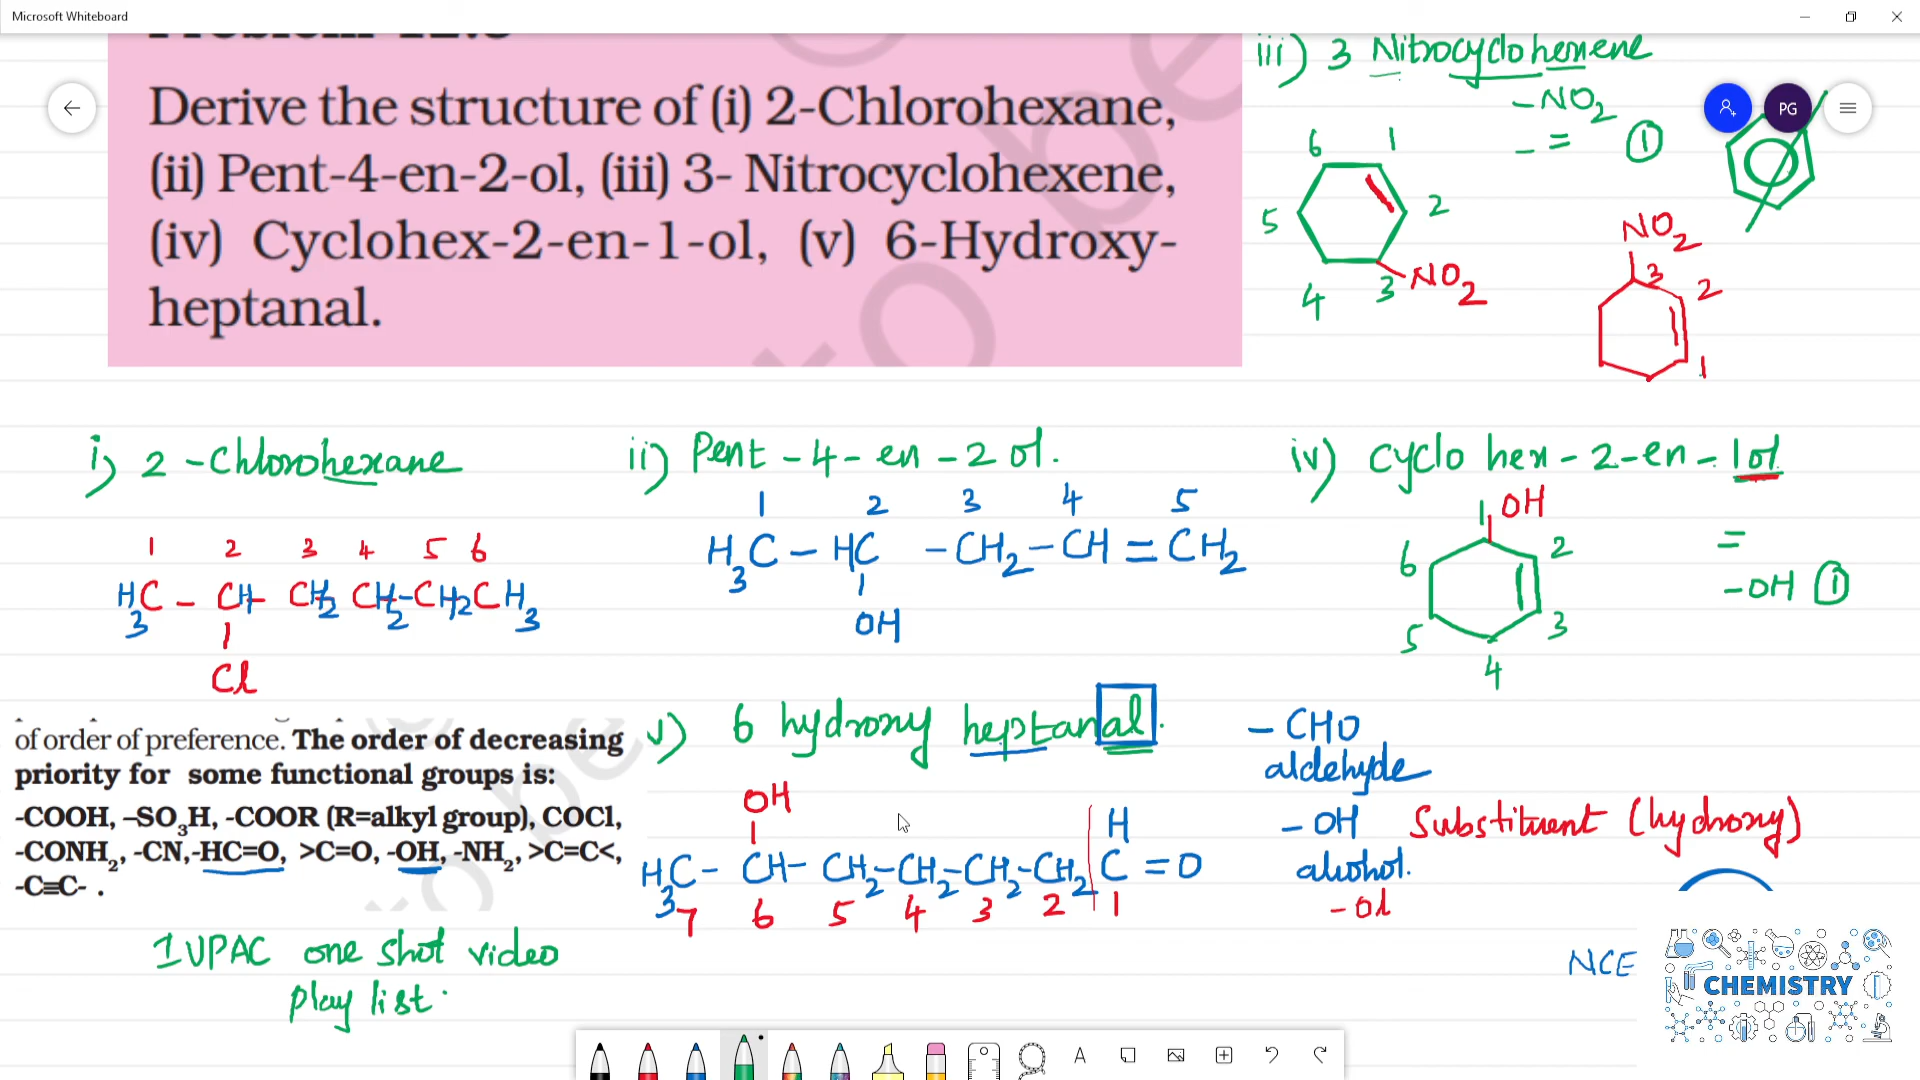 Microsoft Whiteboard
Derive the structure of (i) 2-Chlorohexane,
(ii) Pent-4-en-2-ol, (iii) 3- Nitrocyclohexene,
(iv) Cyclohex-2-en-1-ol, (v) 6-Hydroxy-
heptanal.
iii) 3 Nitrocyclohexene
-NO2
- = ①
PG
6 1
5 2
4 3 NO2
NO2
3 2
1
i) 2 -Chlorohexane
1 2 3 4 5 6
H3C - CH- CH2 CH2-CH2CH3
Cl
ii) Pent -4- en -2 ol.
1 2 3 4 5
H3C - HC -CH2-CH=CH2
OH
iv) cyclo hex -2-en -1ol
1 OH
6 2
5 3
4
=
-OH ①
of order of preference. The order of decreasing
priority for some functional groups is:
-COOH, –SO3H, -COOR (R=alkyl group), COCl,
-CONH2, -CN,-HC=O, >C=O, -OH, -NH2, >C=C<,
-C≡C- .
v) 6 hydroxy heptanal.
OH H
H3C- CH- CH2-CH2-CH2-CH2 C =O
7 6 5 4 3 2 1
-CHO
aldehyde
-OH Substituent (hydroxy)
alcohol.
-ol
1UPAC one shot video
play list.
NCE
CHEMISTRY
A